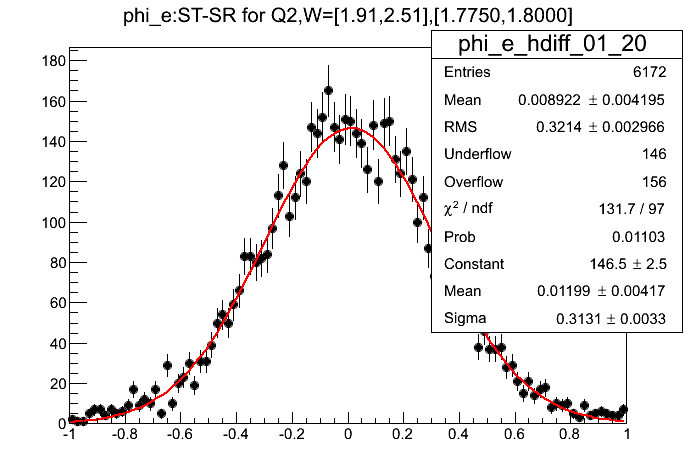 phi_e:ST-SR for Q2,W=[1.91,2.51],[1.7750,1.8000]
phi_e_hdiff_01_20
Entries 6172
Mean 0.008922 ± 0.004195
RMS 0.3214 ± 0.002966
Underflow 146
Overflow 156
χ² / ndf 131.7 / 97
Prob 0.01103
Constant 146.5 ± 2.5
Mean 0.01199 ± 0.00417
Sigma 0.3131 ± 0.0033
180
160
140
120
100
80
60
40
20
0
-1 -0.8 -0.6 -0.4 -0.2 0 0.2 0.4 0.6 0.8 1